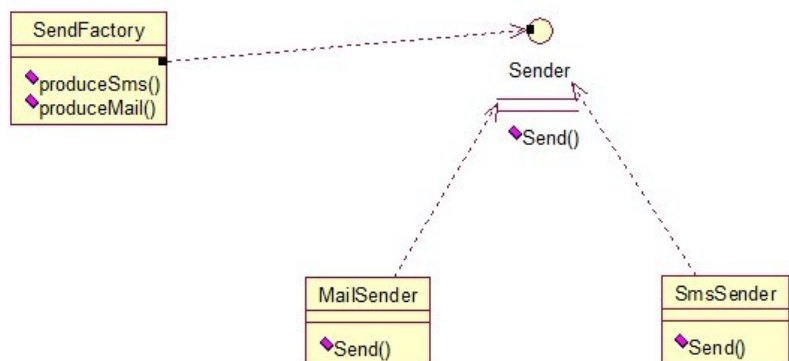 SendFactory
produceSms()
produceMail()
Sender
Send()
MailSender
Send()
SmsSender
Send()